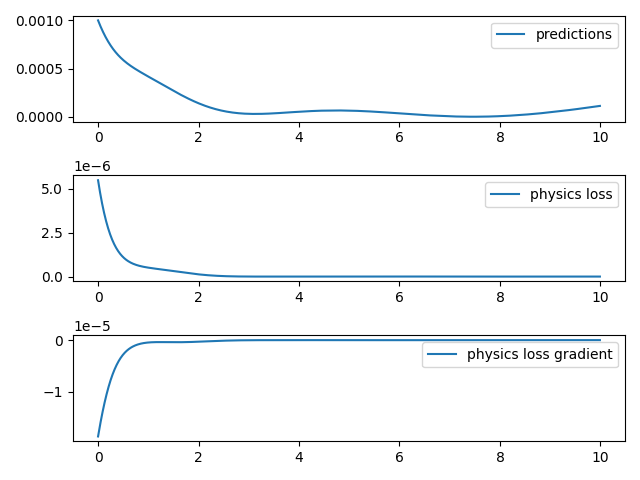 0.0010
0.0005
0.0000
predictions
0 2 4 6 8 10
1e−6
5.0
2.5
0.0
physics loss
0 2 4 6 8 10
1e−5
0
−1
physics loss gradient
0 2 4 6 8 10